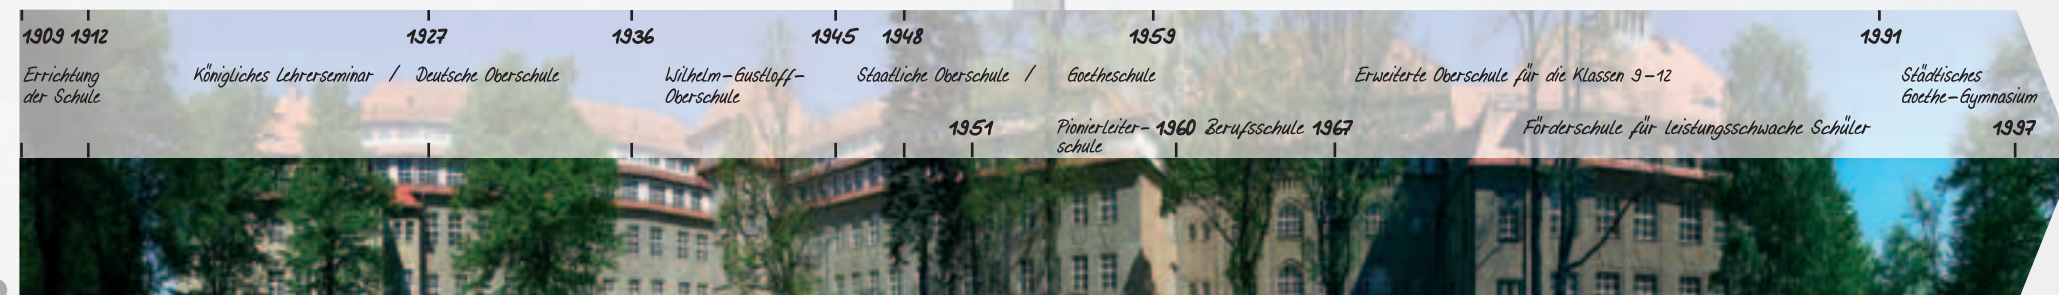 1909 1912 1927 1936 1945 1948 1959 1991
Errichtung
der Schule
Königliches Lehrerseminar / Deutsche Oberschule
Wilhelm-Gustloff-
Oberschule
Staatliche Oberschule / Goetheschule
Erweiterte Oberschule für die Klassen 9-12
Städtisches
Goethe-Gymnasium
1951 Pionierleiter- 1960 Berufsschule 1967 Förderschule für leistungsschwache Schüler 1997
schule